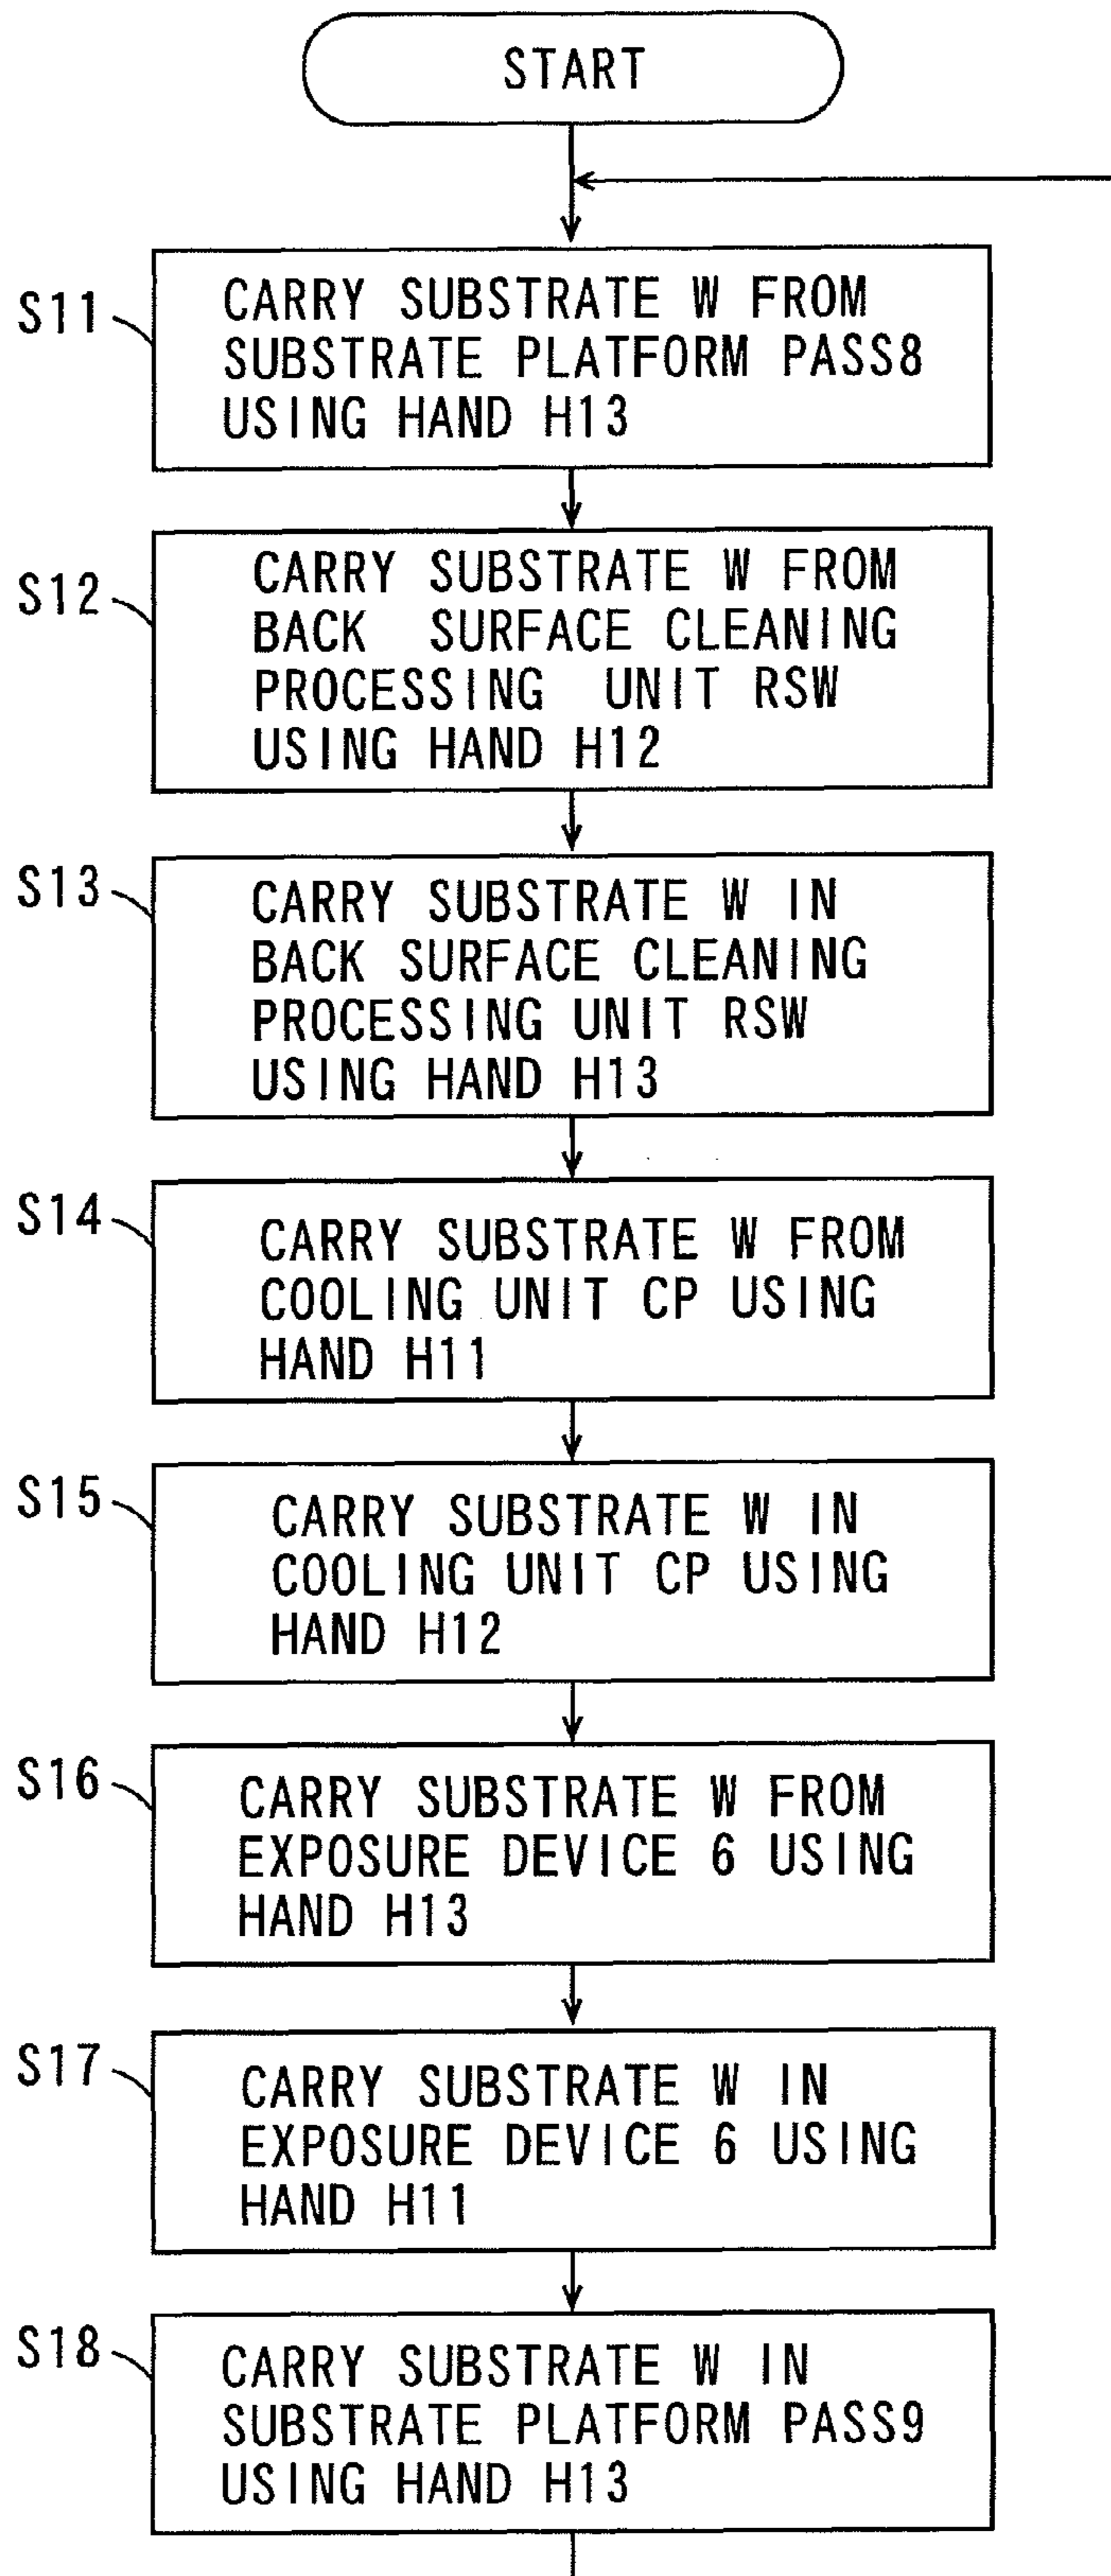 START
S11
CARRY SUBSTRATE W FROM
SUBSTRATE PLATFORM PASS8
USING HAND H13
S12
CARRY SUBSTRATE W FROM
BACK SURFACE CLEANING
PROCESSING UNIT RSW
USING HAND H12
S13
CARRY SUBSTRATE W IN
BACK SURFACE CLEANING
PROCESSING UNIT RSW
USING HAND H13
S14
CARRY SUBSTRATE W FROM
COOLING UNIT CP USING
HAND H11
S15
CARRY SUBSTRATE W IN
COOLING UNIT CP USING
HAND H12
S16
CARRY SUBSTRATE W FROM
EXPOSURE DEVICE 6 USING
HAND H13
S17
CARRY SUBSTRATE W IN
EXPOSURE DEVICE 6 USING
HAND H11
S18
CARRY SUBSTRATE W IN
SUBSTRATE PLATFORM PASS9
USING HAND H13